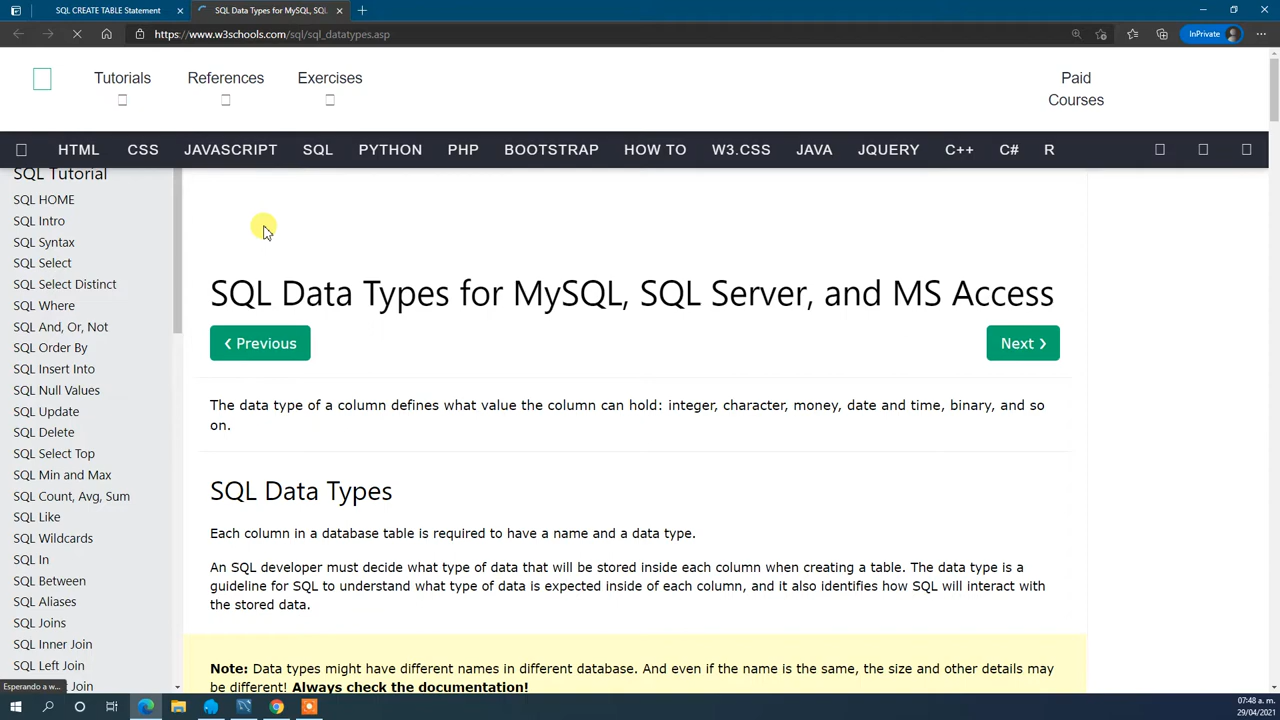 SQL CREATE TABLE Statement
SQL Data Types for MySQL, SQL
https://www.w3schools.com/sql/sql_datatypes.asp
InPrivate
Tutorials
References
Exercises
Paid
Courses
HTML CSS JAVASCRIPT SQL PYTHON PHP BOOTSTRAP HOW TO W3.CSS JAVA JQUERY C++ C# R
SQL Tutorial
SQL HOME
SQL Intro
SQL Syntax
SQL Select
SQL Select Distinct
SQL Where
SQL And, Or, Not
SQL Order By
SQL Insert Into
SQL Null Values
SQL Update
SQL Delete
SQL Select Top
SQL Min and Max
SQL Count, Avg, Sum
SQL Like
SQL Wildcards
SQL In
SQL Between
SQL Aliases
SQL Joins
SQL Inner Join
SQL Left Join
Join
Esperando a w...
SQL Data Types for MySQL, SQL Server, and MS Access
❮ Previous
Next ❯
The data type of a column defines what value the column can hold: integer, character, money, date and time, binary, and so
on.
SQL Data Types
Each column in a database table is required to have a name and a data type.
An SQL developer must decide what type of data that will be stored inside each column when creating a table. The data type is a
guideline for SQL to understand what type of data is expected inside of each column, and it also identifies how SQL will interact with
the stored data.
Note: Data types might have different names in different database. And even if the name is the same, the size and other details may
be different! Always check the documentation!
07:48 a. m.
29/04/2021